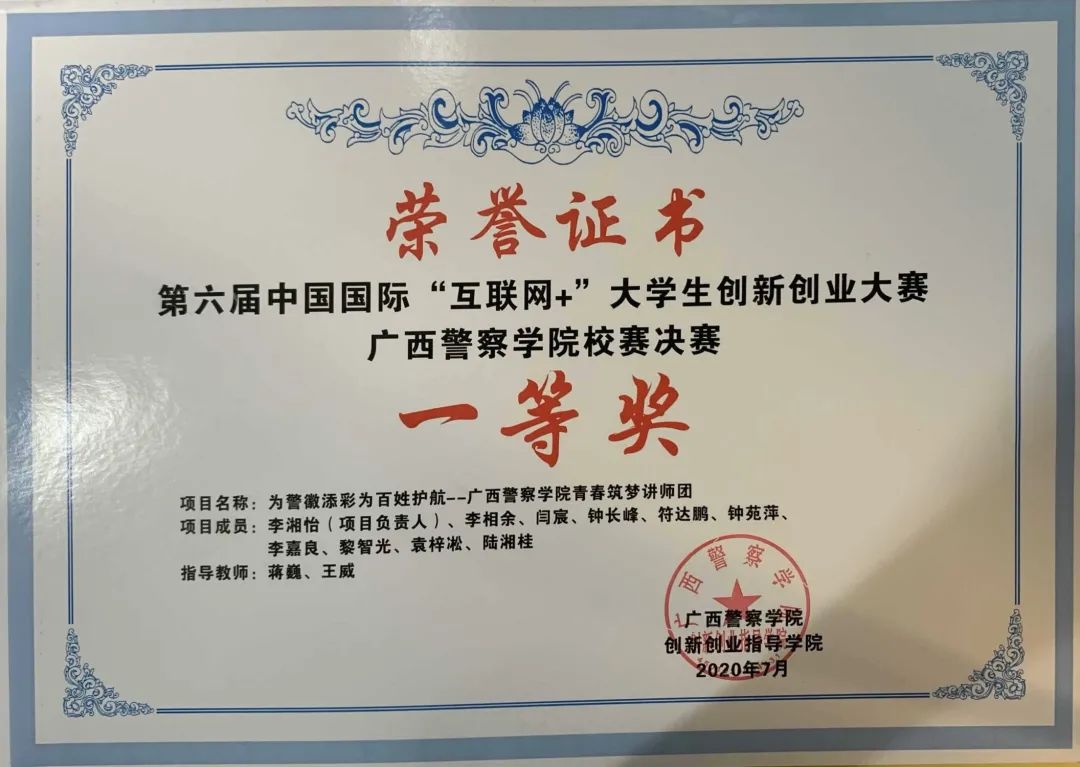 荣誉证书
第六届中国国际“互联网+”大学生创新创业大赛
广西警察学院校赛决赛
一等奖
项目名称：为警徽添彩为百姓护航--广西警察学院青春筑梦讲师团
项目成员：李湘怡（项目负责人）、李相余、闫宸、钟长峰、符达鹏、钟苑萍、
李嘉良、黎智光、袁梓凇、陆湘桂
指导教师：蒋巍、王威
广西警察学
广西警察学院
创新创业指导学院
2020年7月